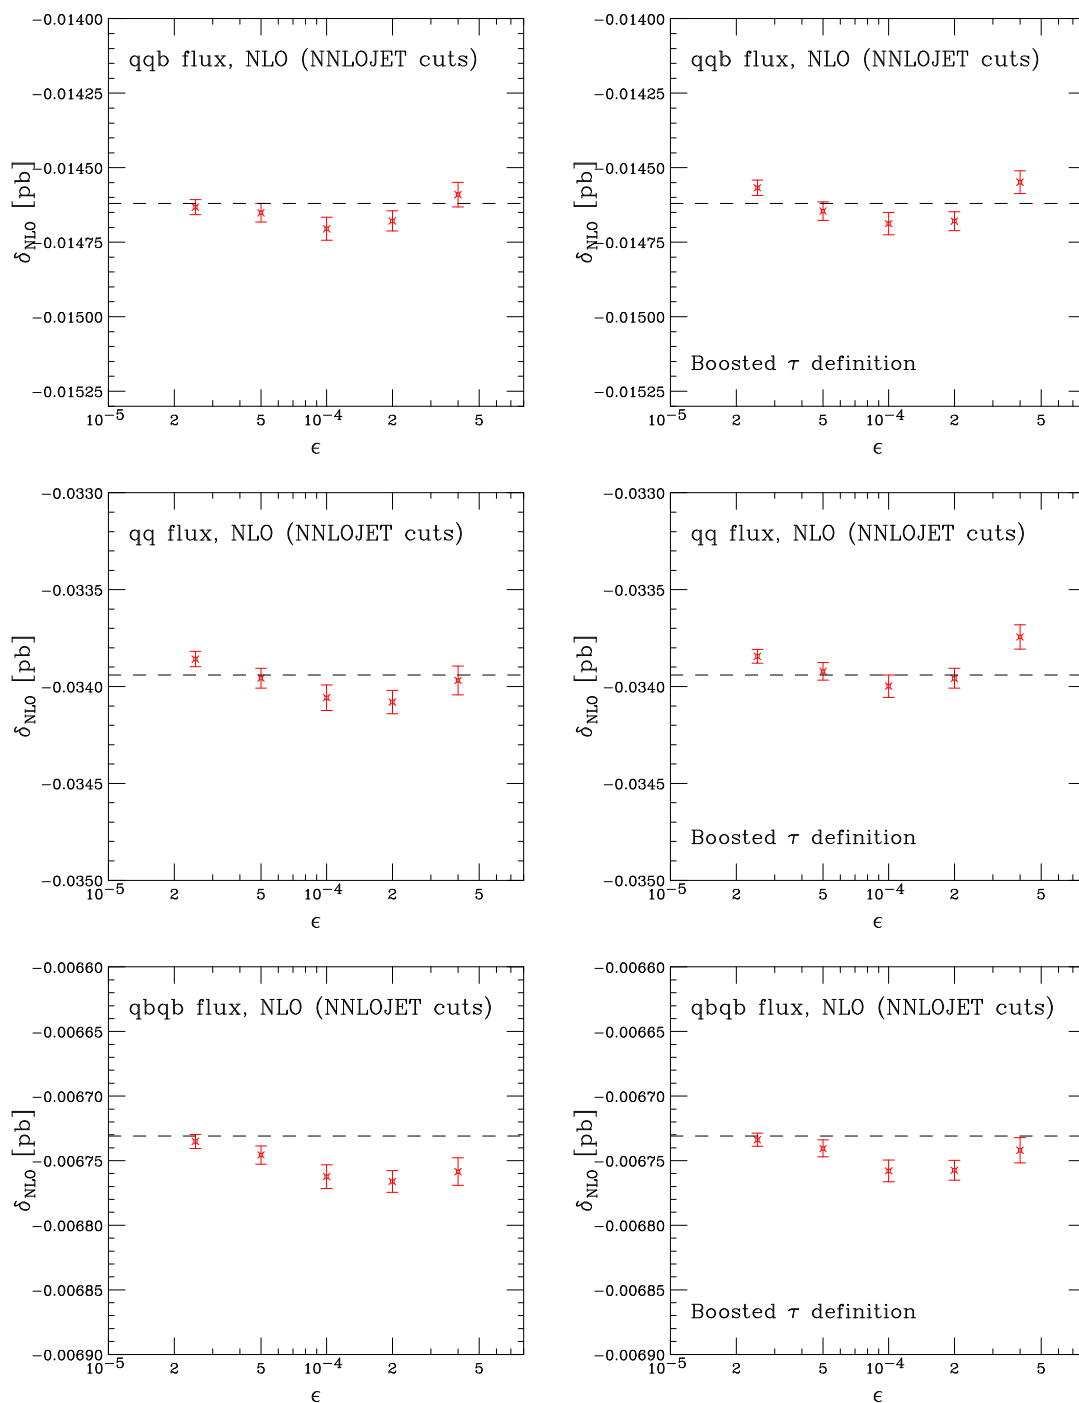 −0.01400
qqb flux, NLO (NNLOJET cuts)
−0.01425
−0.01450
−0.01475
−0.01500
−0.01525
δNLO [pb]
10−5 2 5 10−4 2 5
ϵ
−0.01400
qqb flux, NLO (NNLOJET cuts)
−0.01425
−0.01450
−0.01475
−0.01500
Boosted τ definition
−0.01525
δNLO [pb]
10−5 2 5 10−4 2 5
ϵ
−0.0330
qq flux, NLO (NNLOJET cuts)
−0.0335
−0.0340
−0.0345
−0.0350
δNLO [pb]
10−5 2 5 10−4 2 5
ϵ
−0.0330
qq flux, NLO (NNLOJET cuts)
−0.0335
−0.0340
−0.0345
Boosted τ definition
−0.0350
δNLO [pb]
10−5 2 5 10−4 2 5
ϵ
−0.00660
qbqb flux, NLO (NNLOJET cuts)
−0.00665
−0.00670
−0.00675
−0.00680
−0.00685
−0.00690
δNLO [pb]
10−5 2 5 10−4 2 5
ϵ
−0.00660
qbqb flux, NLO (NNLOJET cuts)
−0.00665
−0.00670
−0.00675
−0.00680
−0.00685
Boosted τ definition
−0.00690
δNLO [pb]
10−5 2 5 10−4 2 5
ϵ